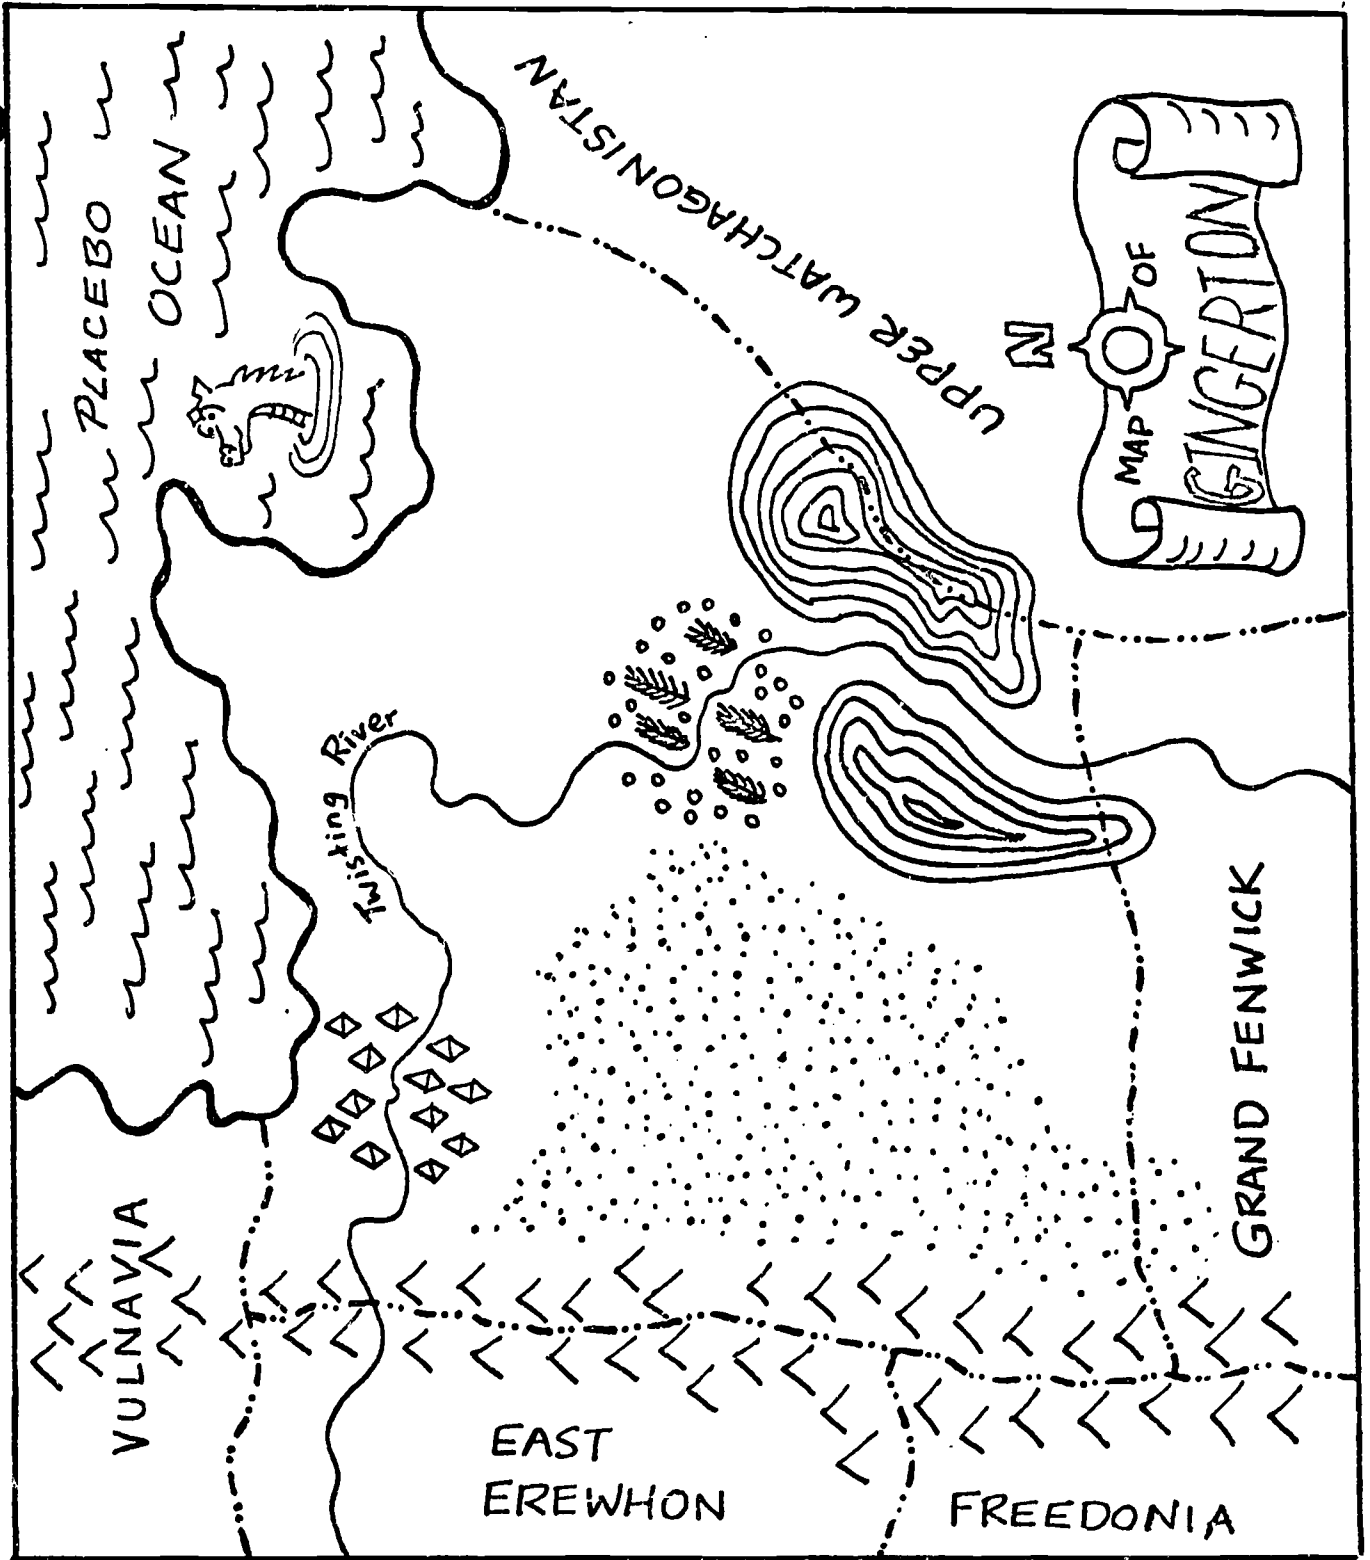 PLACEBO
OCEAN
UPPER WATCHAGONISTAN
N
MAP OF
GINGERTON
Twisting River
VULNAVIA
GRAND FENWICK
EAST
EREWHON
FREEDONIA